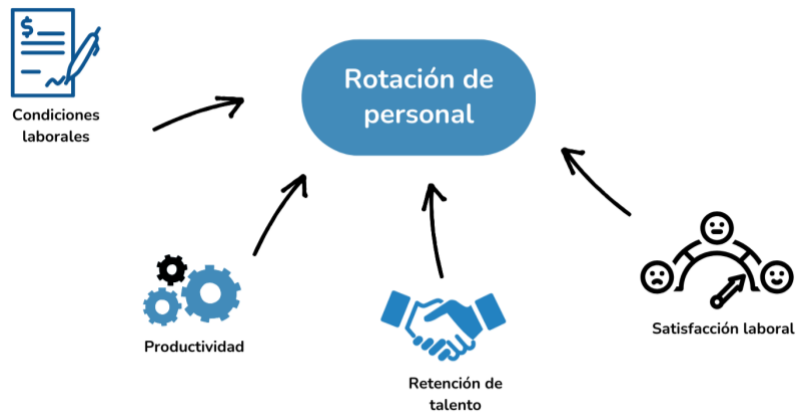 $
Condiciones
laborales
Rotación de
personal
Productividad
Retención de
talento
Satisfacción laboral